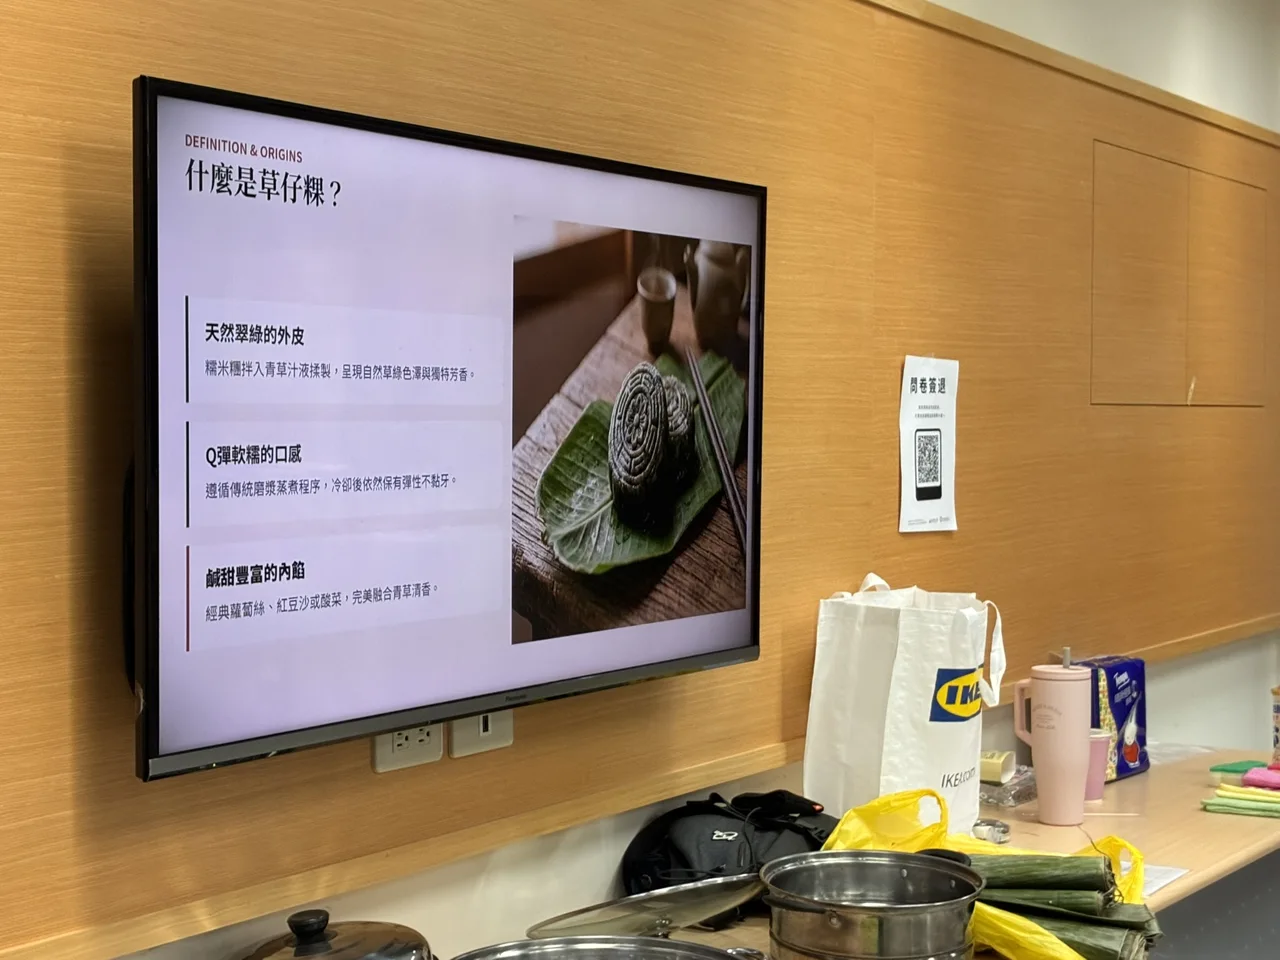 DEFINITION & ORIGINS
什麼是草仔粿？
天然翠綠的外皮
糯米糰拌入青草汁液揉製，呈現自然草綠色澤與獨特芳香。
Q彈軟糯的口感
遵循傳統磨漿蒸煮程序，冷卻後依然保有彈性不黏牙。
鹹甜豐富的內餡
經典蘿蔔絲、紅豆沙或酸菜，完美融合青草清香。
Panasonic
問卷簽退
IKE
IKEA.com
Tempo